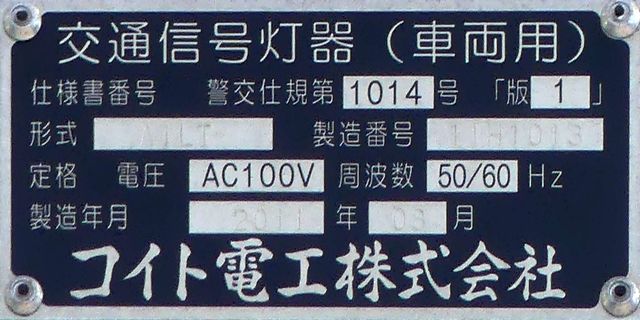 交通信号灯器（車両用）
仕様書番号 警交仕規第 1014 号 「版 1 」
形式 製造番号
定格 電圧 AC100V 周波数 50/60 Hz
製造年月 2011 年 03 月
コイト電工株式会社